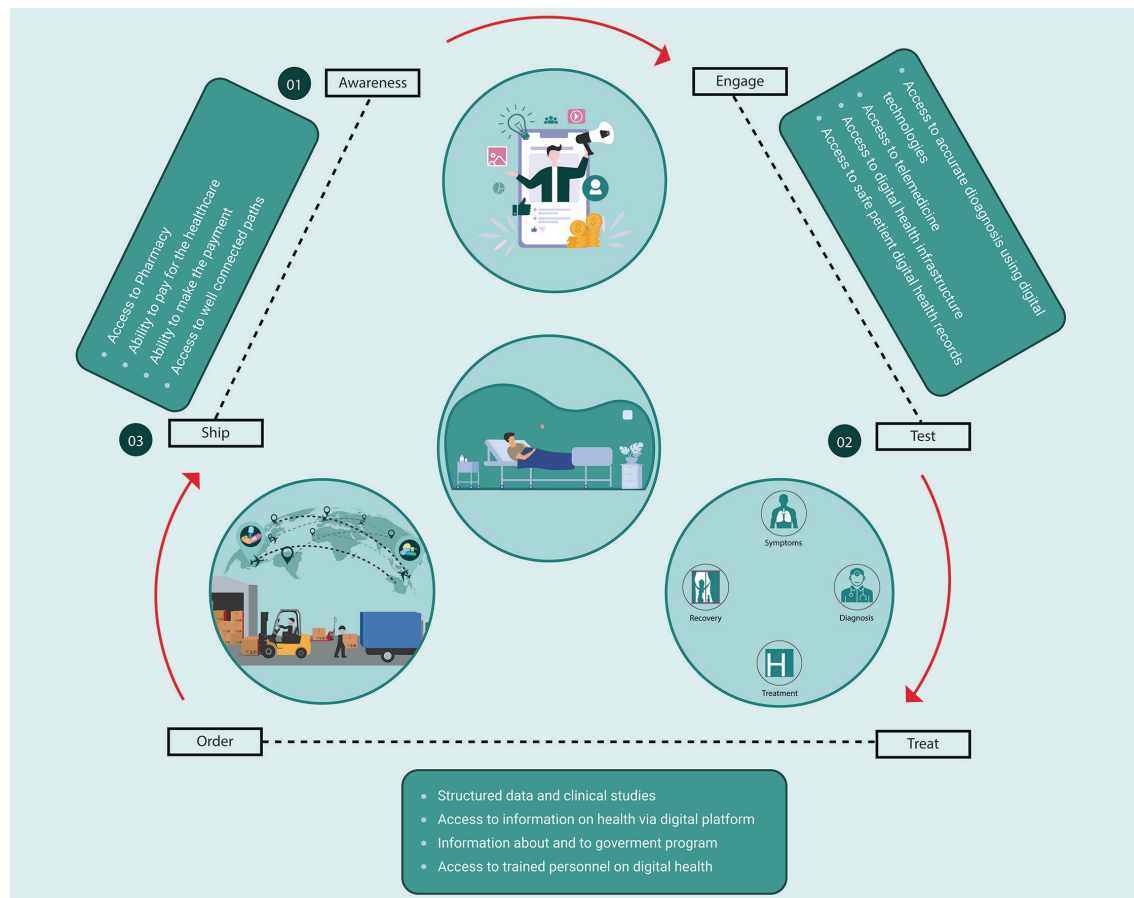 01
Awareness
Engage
• Access to Pharmacy
• Ability to pay for the healthcare
• Ability to make the payment
• Access to well connected paths
• Access to accurate dioagnosis using digital
technologies
• Access to telemedicine
• Access to digital health infrastructure
• Access to safe petient digital health records
03
Ship
02
Test
Symptoms
Recovery
Diagnosis
H
Treatment
Order
Treat
• Structured data and clinical studies
• Access to information on health via digital platform
• Information about and to goverment program
• Access to trained personnel on digital health